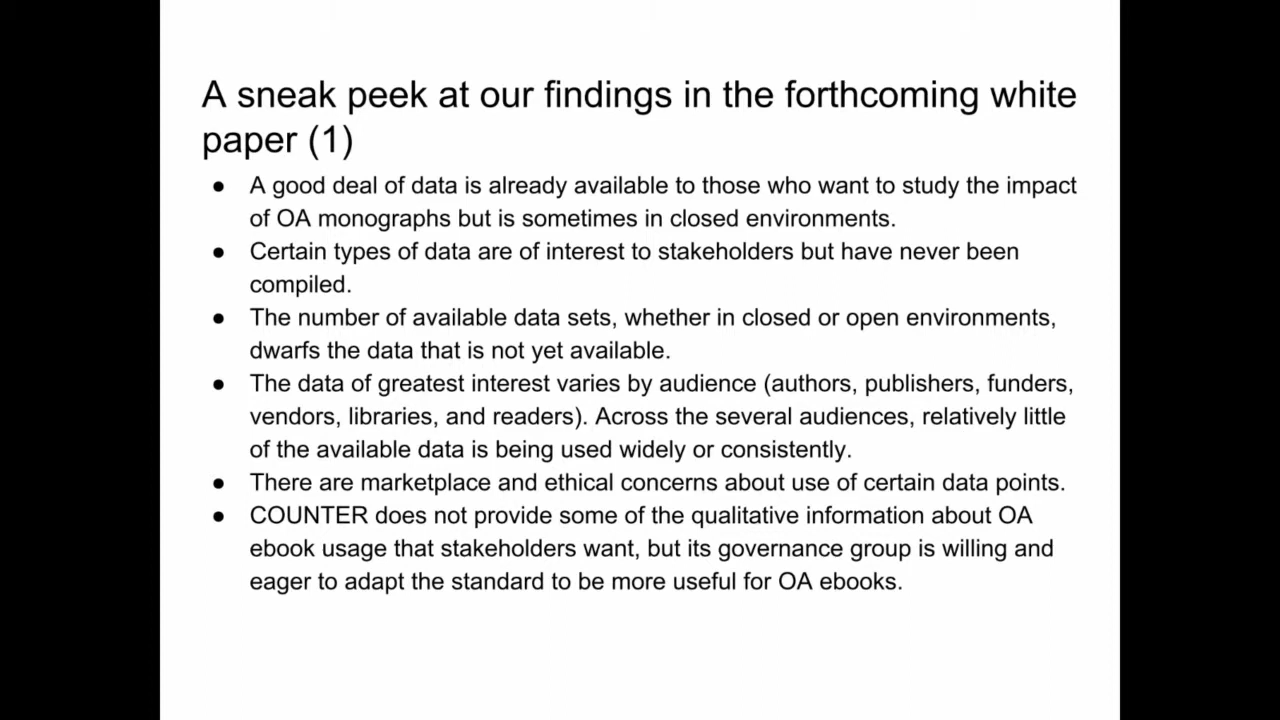 A sneak peek at our findings in the forthcoming white
paper (1)
● A good deal of data is already available to those who want to study the impact
of OA monographs but is sometimes in closed environments.
● Certain types of data are of interest to stakeholders but have never been
compiled.
● The number of available data sets, whether in closed or open environments,
dwarfs the data that is not yet available.
● The data of greatest interest varies by audience (authors, publishers, funders,
vendors, libraries, and readers). Across the several audiences, relatively little
of the available data is being used widely or consistently.
● There are marketplace and ethical concerns about use of certain data points.
● COUNTER does not provide some of the qualitative information about OA
ebook usage that stakeholders want, but its governance group is willing and
eager to adapt the standard to be more useful for OA ebooks.